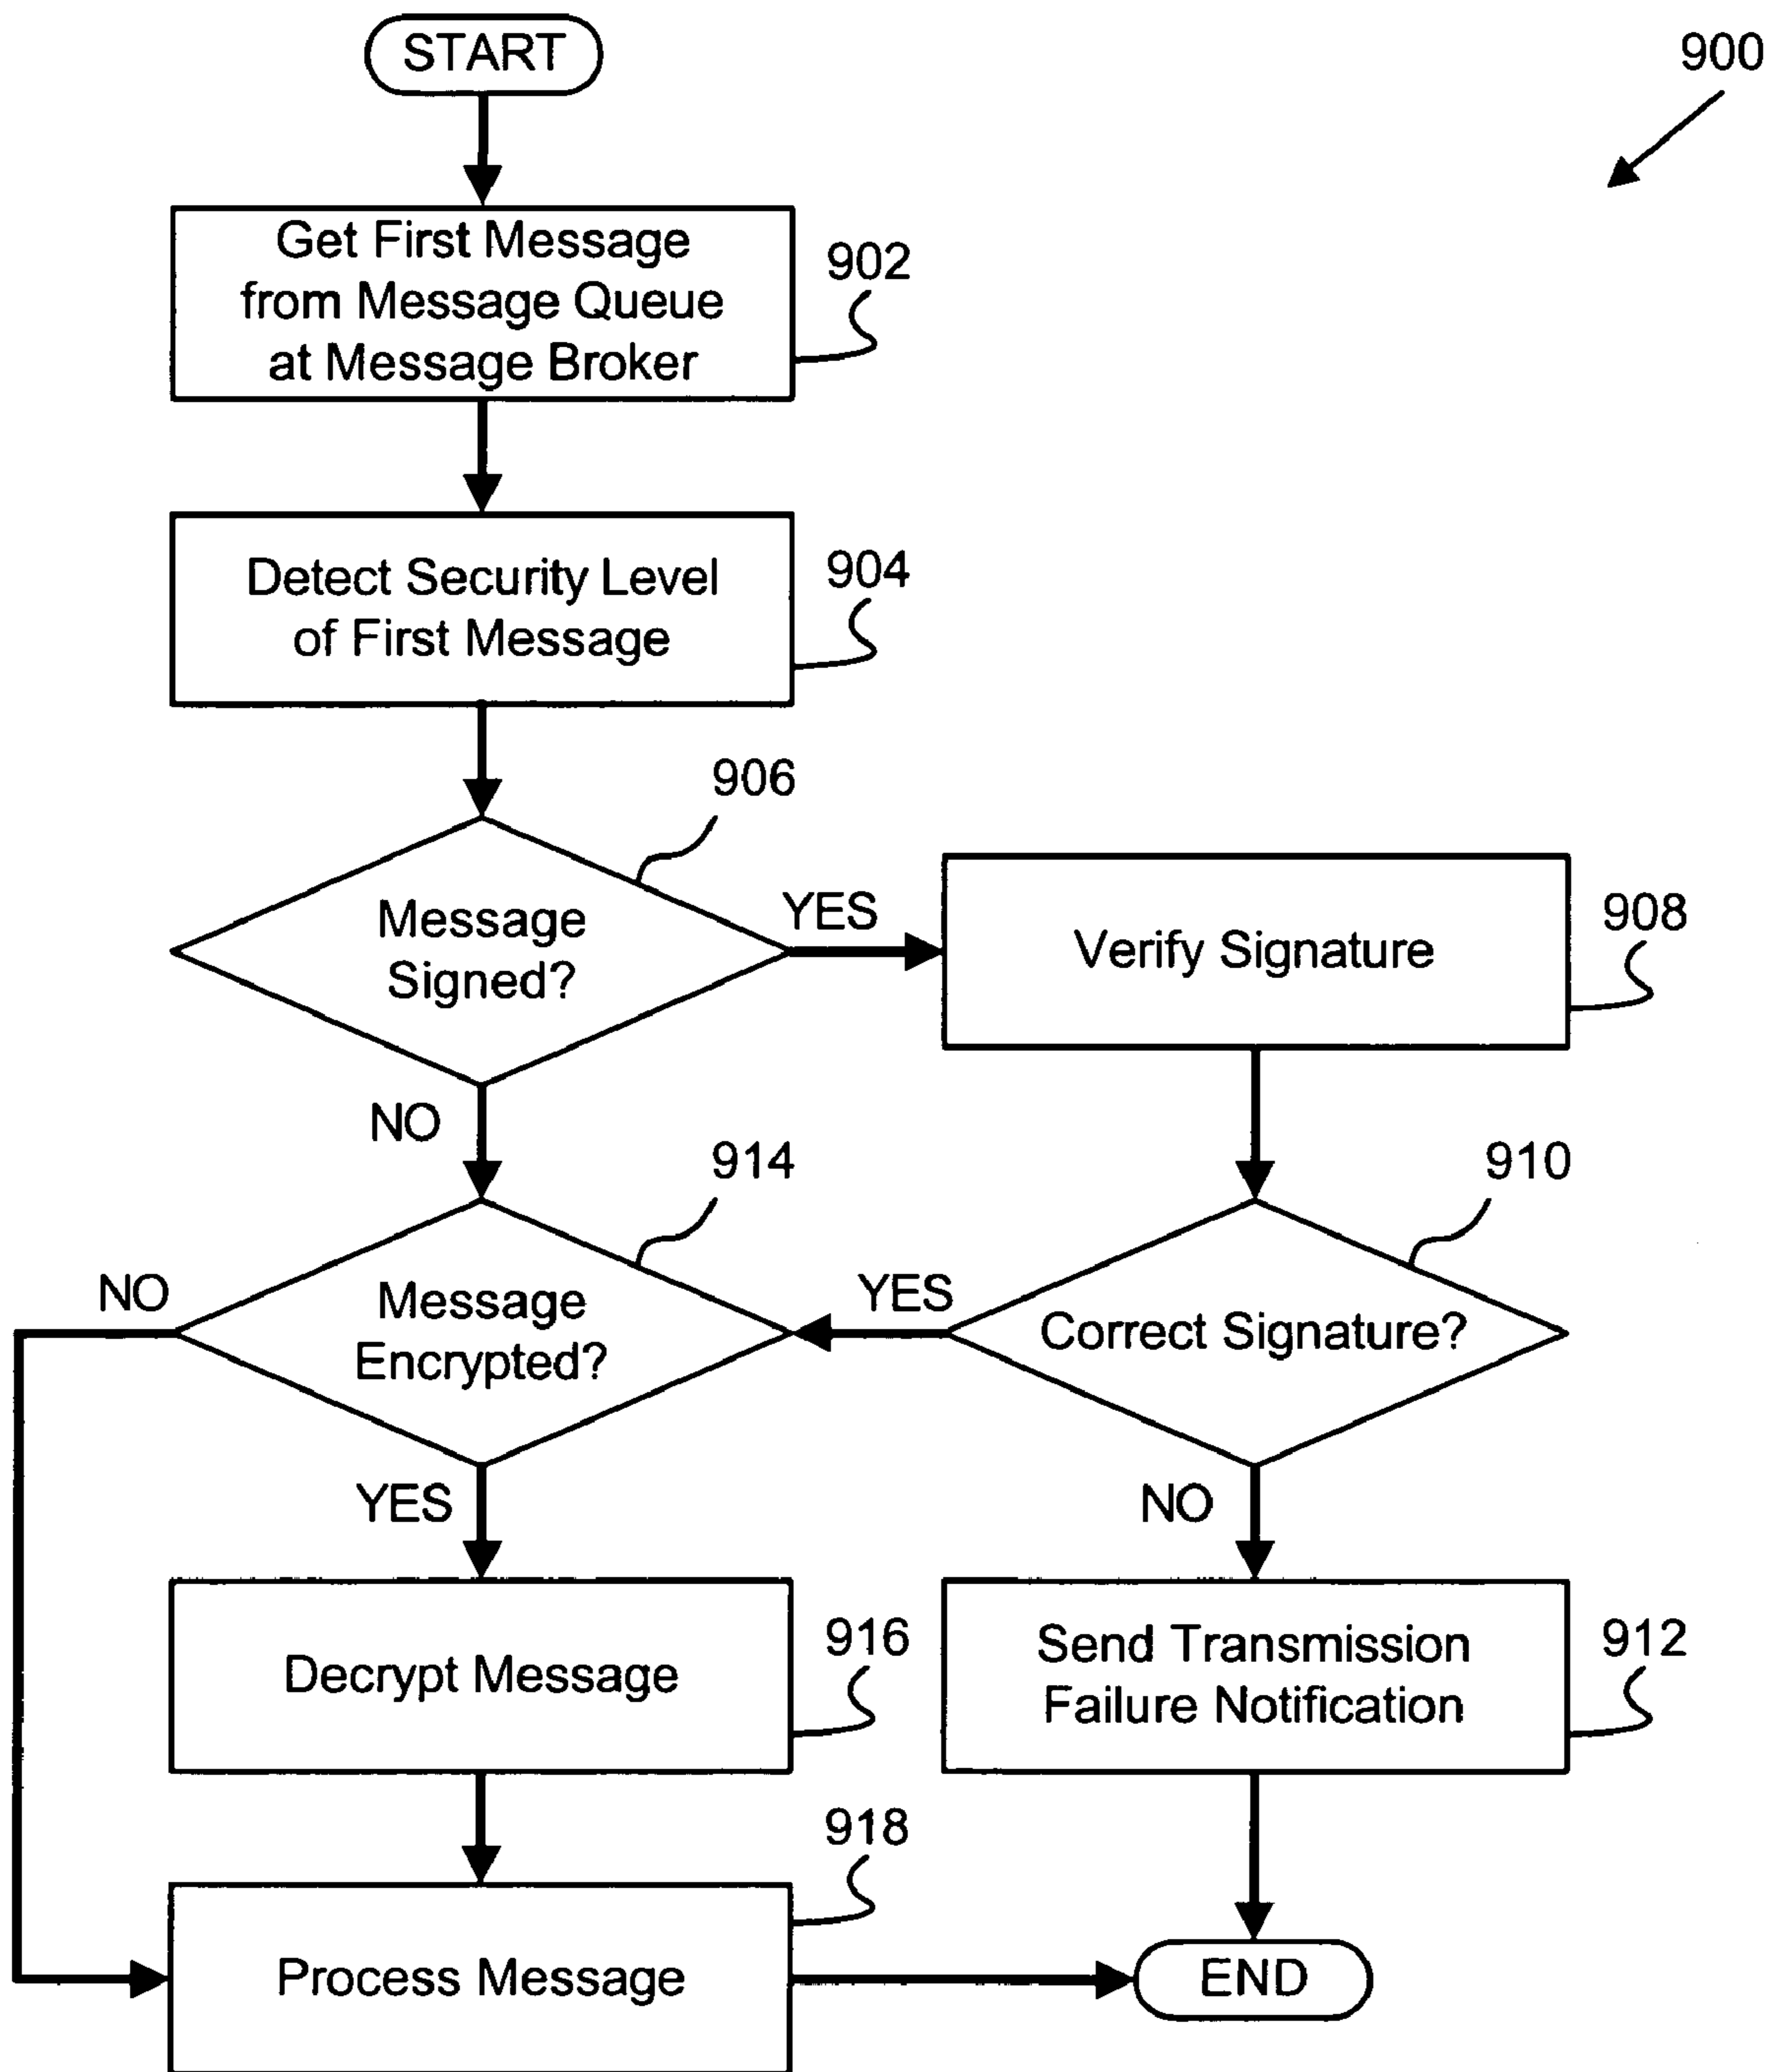 START
900
Get First Message
from Message Queue
at Message Broker
902
Detect Security Level
of First Message
904
906
Message
Signed?
YES
Verify Signature
908
NO
914
910
NO
Message
Encrypted?
YES
Correct Signature?
YES
NO
Decrypt Message
916
Send Transmission
Failure Notification
912
918
Process Message
END